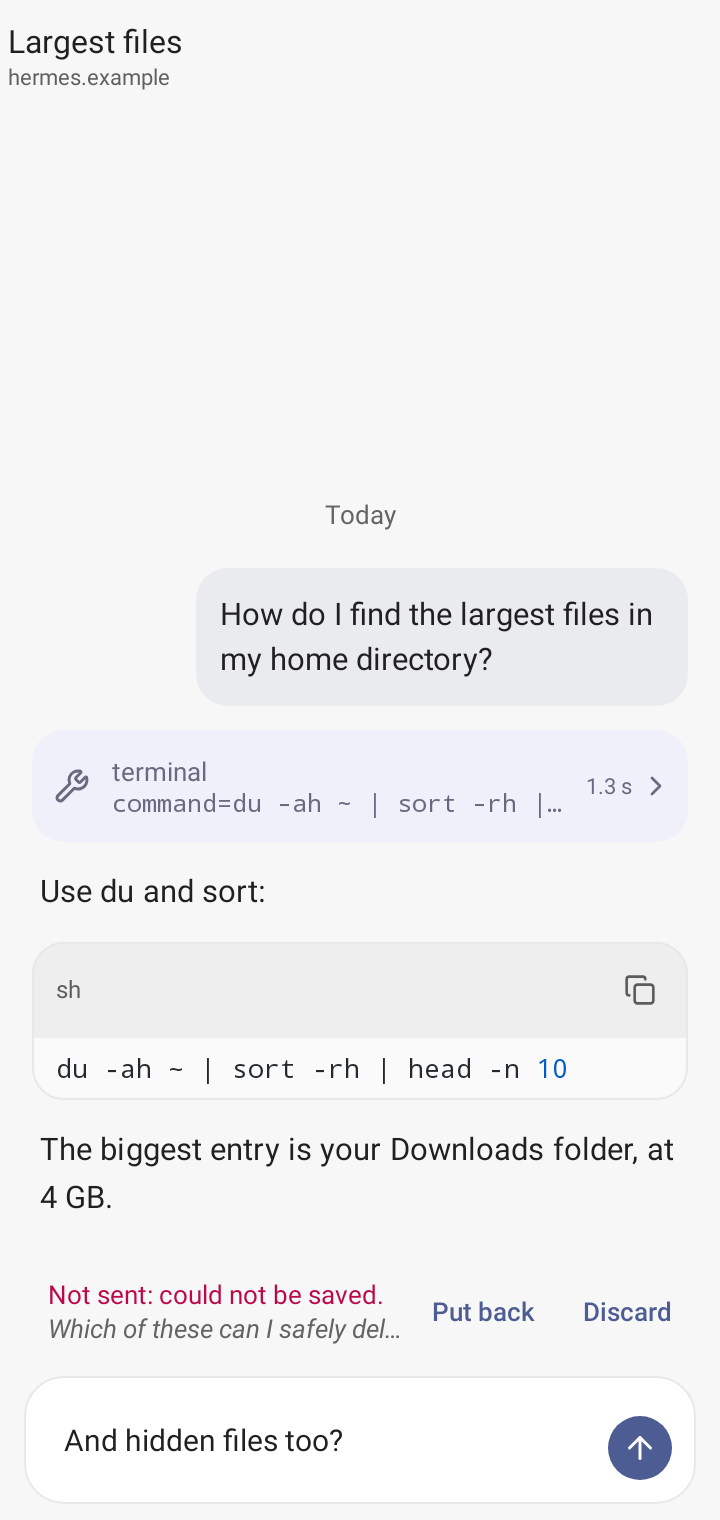 Largest files
hermes.example
Today
How do I find the largest files in
my home directory?
terminal
command=du -ah ~ | sort -rh |…
1.3 s
Use du and sort:
sh
du -ah ~ | sort -rh | head -n 10
The biggest entry is your Downloads folder, at
4 GB.
Not sent: could not be saved.
Which of these can I safely del…
Put back
Discard
And hidden files too?